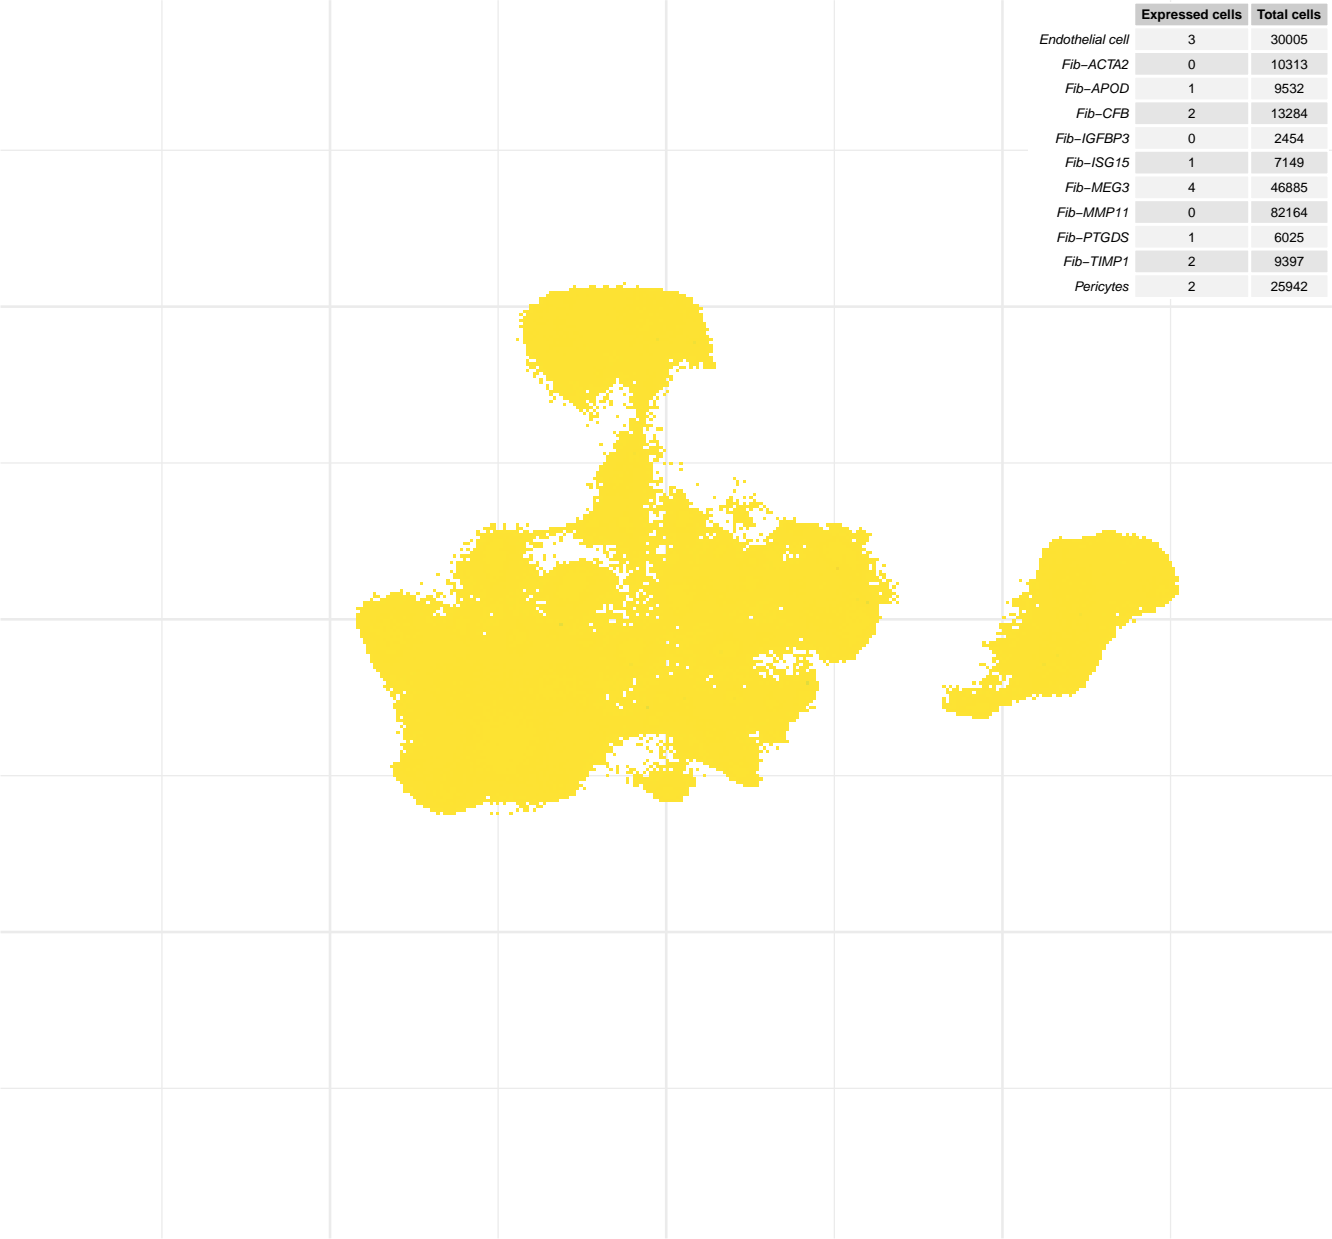 Expressed cells Total cells
Endothelial cell 3 30005
Fib−ACTA2 0 10313
Fib−APOD 1 9532
Fib−CFB 2 13284
Fib−IGFBP3 0 2454
Fib−ISG15 1 7149
Fib−MEG3 4 46885
Fib−MMP11 0 82164
Fib−PTGDS 1 6025
Fib−TIMP1 2 9397
Pericytes 2 25942